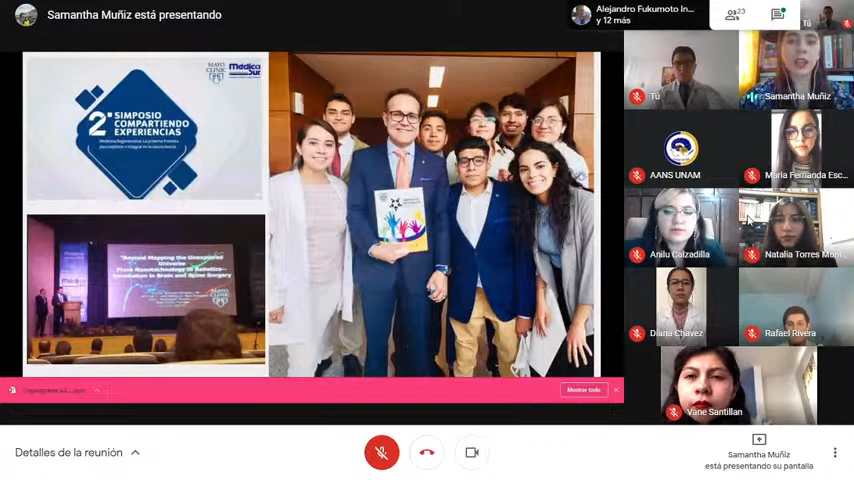 Samantha Muñiz está presentando
Alejandro Fukumoto In...
y 12 más
23
Tú
MAYO
CLINIC
Médica
Sur
2°
SIMPOSIO
COMPARTIENDO
EXPERIENCIAS
"Beyond Mapping the Unexplored
Universe
From Nanotechnology to Robotics-
in Brain and Spine Surgery
MAYO
CLINIC
Tú
Samantha Muñiz
AANS UNAM
María Fernanda Esc...
Anilu Calzadilla
Natalia Torres Mont...
Diana Chavez
Rafael Rivera
Vane Santillan
Mostrar todo
Detalles de la reunión
Samantha Muñiz
está presentando su pantalla